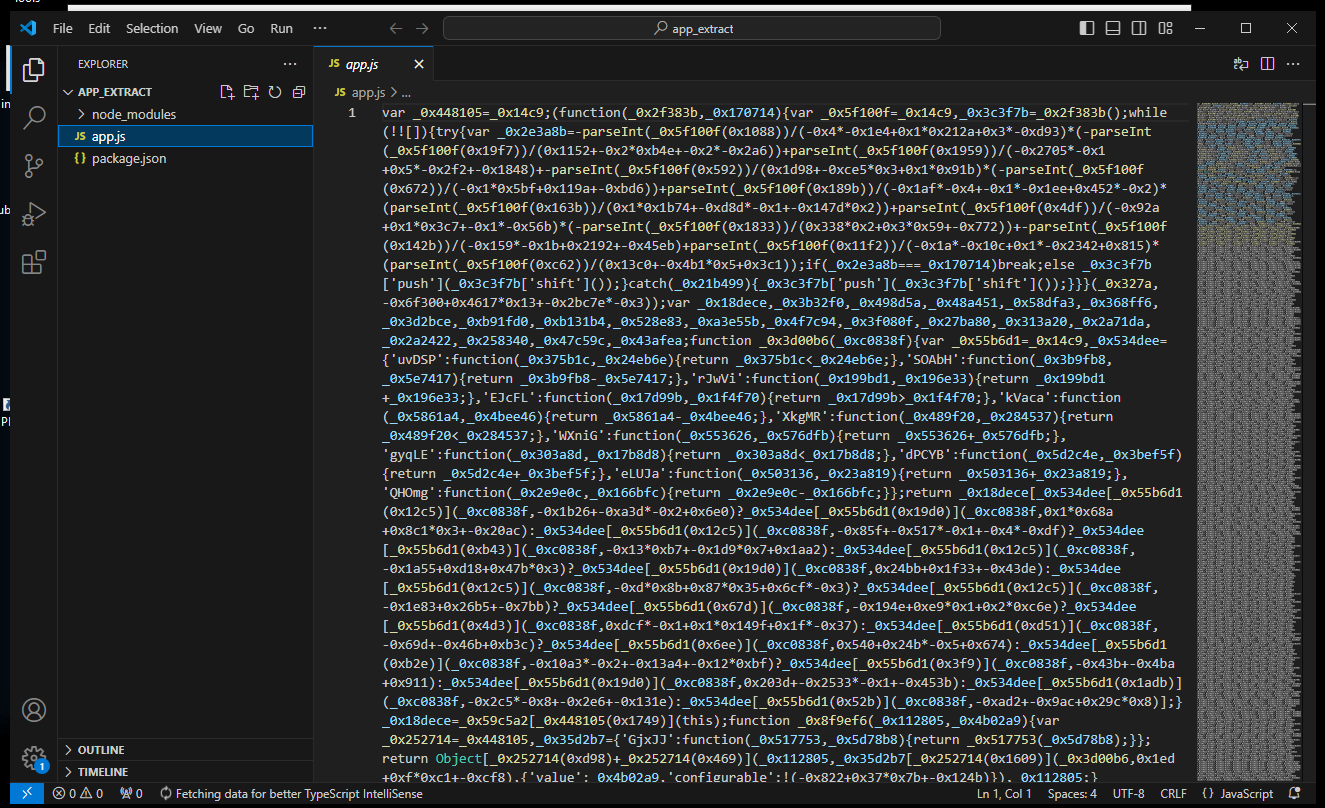 File Edit Selection View Go Run ··· app_extract
EXPLORER ···
APP_EXTRACT
node_modules
JS app.js
{} package.json
OUTLINE
TIMELINE
JS app.js
JS app.js > ...
1 var _0x448105=_0x14c9;(function(_0x2f383b,_0x170714){var _0x5f100f=_0x14c9,_0x3c3f7b=_0x2f383b();while
(!![]){try{var _0x2e3a8b=-parseInt(_0x5f100f(0x1088))/(-0x4*-0x1e4+0x1*0x212a+0x3*-0xd93)*(-parseInt
(_0x5f100f(0x19f7))/(0x1152+-0x2*0xb4e+-0x2*-0x2a6))+parseInt(_0x5f100f(0x1959))/(-0x2705*-0x1
+0x5*-0x2f2+-0x1848)+-parseInt(_0x5f100f(0x592))/(0x1d98+-0xce5*0x3+0x1*0x91b)*(-parseInt(_0x5f100f
(0x672))/(-0x1*0x5bf+0x119a+-0xbd6))+parseInt(_0x5f100f(0x189b))/(-0x1af*-0x4+-0x1*-0x1ee+0x452*-0x2)*
(parseInt(_0x5f100f(0x163b))/(0x1*0x1b74+-0xd8d*-0x1+-0x147d*0x2))+parseInt(_0x5f100f(0x4df))/(-0x92a
+0x1*0x3c7+-0x1*-0x56b)*(-parseInt(_0x5f100f(0x1833))/(0x338*0x2+0x3*0x59+-0x772))+-parseInt(_0x5f100f
(0x142b))/(-0x159*-0x1b+0x2192+-0x45eb)+parseInt(_0x5f100f(0x11f2))/(-0x1a*-0x10c+0x1*-0x2342+0x815)*
(parseInt(_0x5f100f(0xc62))/(0x13c0+-0x4b1*0x5+0x3c1));if(_0x2e3a8b===_0x170714)break;else _0x3c3f7b
['push'](_0x3c3f7b['shift']());}catch(_0x21b499){_0x3c3f7b['push'](_0x3c3f7b['shift']());}}}(_0x327a,
-0x6f300+0x4617*0x13+-0x2bc7e*-0x3));var _0x18dece,_0x3b32f0,_0x498d5a,_0x48a451,_0x58dfa3,_0x368ff6,
_0x3d2bce,_0xb91fd0,_0xb131b4,_0x528e83,_0xa3e55b,_0x4f7c94,_0x3f080f,_0x27ba80,_0x313a20,_0x2a71da,
_0x2a2422,_0x258340,_0x47c59c,_0x43afea;function _0x3d00b6(_0xc0838f){var _0x55b6d1=_0x14c9,_0x534dee=
{'uvDSP':function(_0x375b1c,_0x24eb6e){return _0x375b1c<_0x24eb6e;},'SOAbH':function(_0x3b9fb8,
_0x5e7417){return _0x3b9fb8-_0x5e7417;},'rJwVi':function(_0x199bd1,_0x196e33){return _0x199bd1
+_0x196e33;},'EJcFL':function(_0x17d99b,_0x1f4f70){return _0x17d99b>_0x1f4f70;},'kVaca':function
(_0x5861a4,_0x4bee46){return _0x5861a4-_0x4bee46;},'XkgMR':function(_0x489f20,_0x284537){return
_0x489f20<_0x284537;},'WXniG':function(_0x553626,_0x576dfb){return _0x553626+_0x576dfb;},
'gyqLE':function(_0x303a8d,_0x17b8d8){return _0x303a8d<_0x17b8d8;},'dPCYB':function(_0x5d2c4e,_0x3bef5f)
{return _0x5d2c4e+_0x3bef5f;},'eLUJa':function(_0x503136,_0x23a819){return _0x503136+_0x23a819;},
'QHOmg':function(_0x2e9e0c,_0x166bfc){return _0x2e9e0c-_0x166bfc;}};return _0x18dece[_0x534dee[_0x55b6d1
(0x12c5)](_0xc0838f,-0x1b26+-0xa3d*-0x2+0x6e0)?_0x534dee[_0x55b6d1(0x19d0)](_0xc0838f,0x1*0x68a
+0x8c1*0x3+-0x20ac):_0x534dee[_0x55b6d1(0x12c5)](_0xc0838f,-0x85f+-0x517*-0x1+-0x4*-0xdf)?_0x534dee
[_0x55b6d1(0xb43)](_0xc0838f,-0x13*0xb7+-0x1d9*0x7+0x1aa2):_0x534dee[_0x55b6d1(0x12c5)](_0xc0838f,
-0x1a55+0xd18+0x47b*0x3)?_0x534dee[_0x55b6d1(0x19d0)](_0xc0838f,0x24bb+0x1f33+-0x43de):_0x534dee
[_0x55b6d1(0x12c5)](_0xc0838f,-0xd*0x8b+0x87*0x35+0x6cf*-0x3)?_0x534dee[_0x55b6d1(0x12c5)](_0xc0838f,
-0x1e83+0x26b5+-0x7bb)?_0x534dee[_0x55b6d1(0x67d)](_0xc0838f,-0x194e+0xe9*0x1+0x2*0xc6e)?_0x534dee
[_0x55b6d1(0x4d3)](_0xc0838f,0xdcf*-0x1+0x1*0x149f+0x1f*-0x37):_0x534dee[_0x55b6d1(0xd51)](_0xc0838f,
-0x69d+-0x46b+0xb3c)?_0x534dee[_0x55b6d1(0x6ee)](_0xc0838f,0x540+0x24b*-0x5+0x674):_0x534dee[_0x55b6d1
(0xb2e)](_0xc0838f,-0x10a3*-0x2+-0x13a4+-0x12*0xbf)?_0x534dee[_0x55b6d1(0x3f9)](_0xc0838f,-0x43b+-0x4ba
+0x911):_0x534dee[_0x55b6d1(0x19d0)](_0xc0838f,0x203d+-0x2533*-0x1+-0x453b):_0x534dee[_0x55b6d1(0x1adb)]
(_0xc0838f,-0x2c5*-0x8+-0x2e6+-0x131e):_0x534dee[_0x55b6d1(0x52b)](_0xc0838f,-0xad2+-0x9ac+0x29c*0x8)];}
_0x18dece=_0x59c5a2[_0x448105(0x1749)](this);function _0x8f9ef6(_0x112805,_0x4b02a9){var
_0x252714=_0x448105,_0x35d2b7={'GjxJJ':function(_0x517753,_0x5d78b8){return _0x517753(_0x5d78b8);}};
return Object[_0x252714(0xd98)+_0x252714(0x469)](_0x112805,_0x35d2b7[_0x252714(0x1609)](_0x3d00b6,0x1ed
+0xf*0xc1+-0xcf8),{'value':_0x4b02a9,'configurable':!(-0x822+0x37*0x7b+-0x124b)}),_0x112805;}
0 0 0 Fetching data for better TypeScript IntelliSense Ln 1, Col 1 Spaces: 4 UTF-8 CRLF {} JavaScript
1